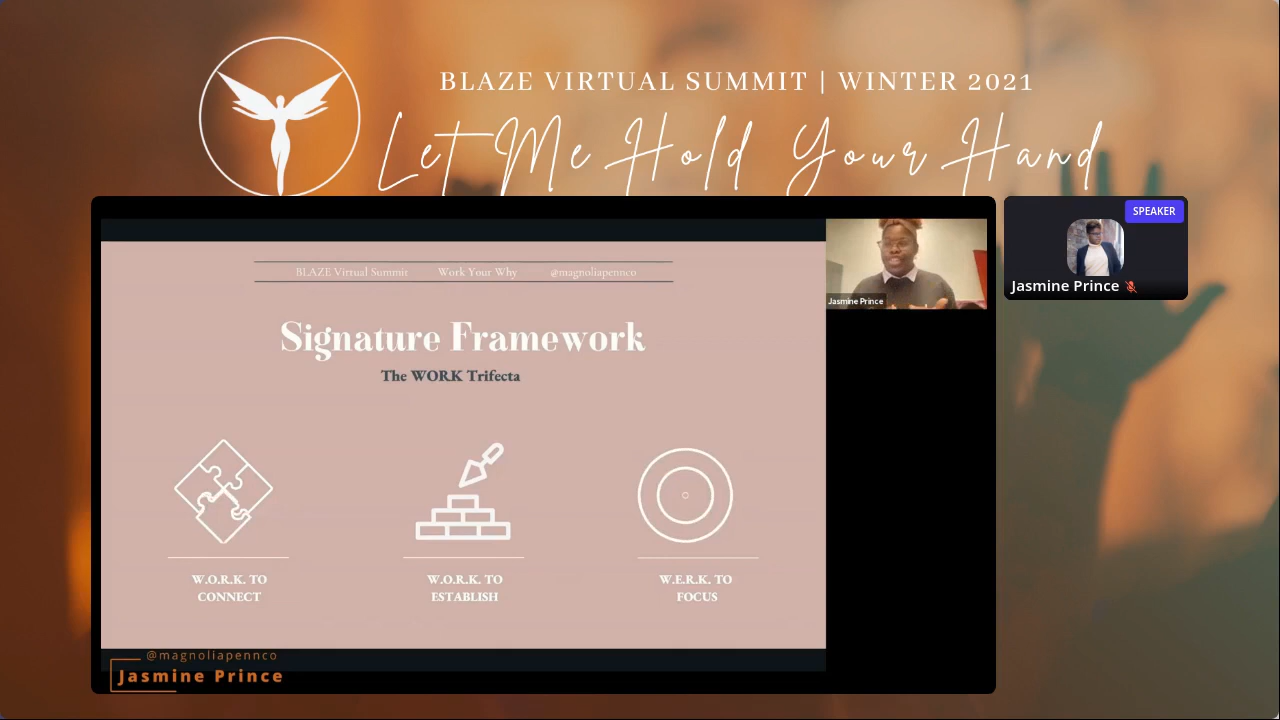 BLAZE VIRTUAL SUMMIT | WINTER 2021
Let Me Hold Your Hand
SPEAKER
Jasmine Prince
BLAZE Virtual Summit Work Your Why @magnoliapennco
Jasmine Prince
Signature Framework
The WORK Trifecta
W.O.R.K. TO
CONNECT
W.O.R.K. TO
ESTABLISH
W.E.R.K. TO
FOCUS
@magnoliapennco
Jasmine Prince